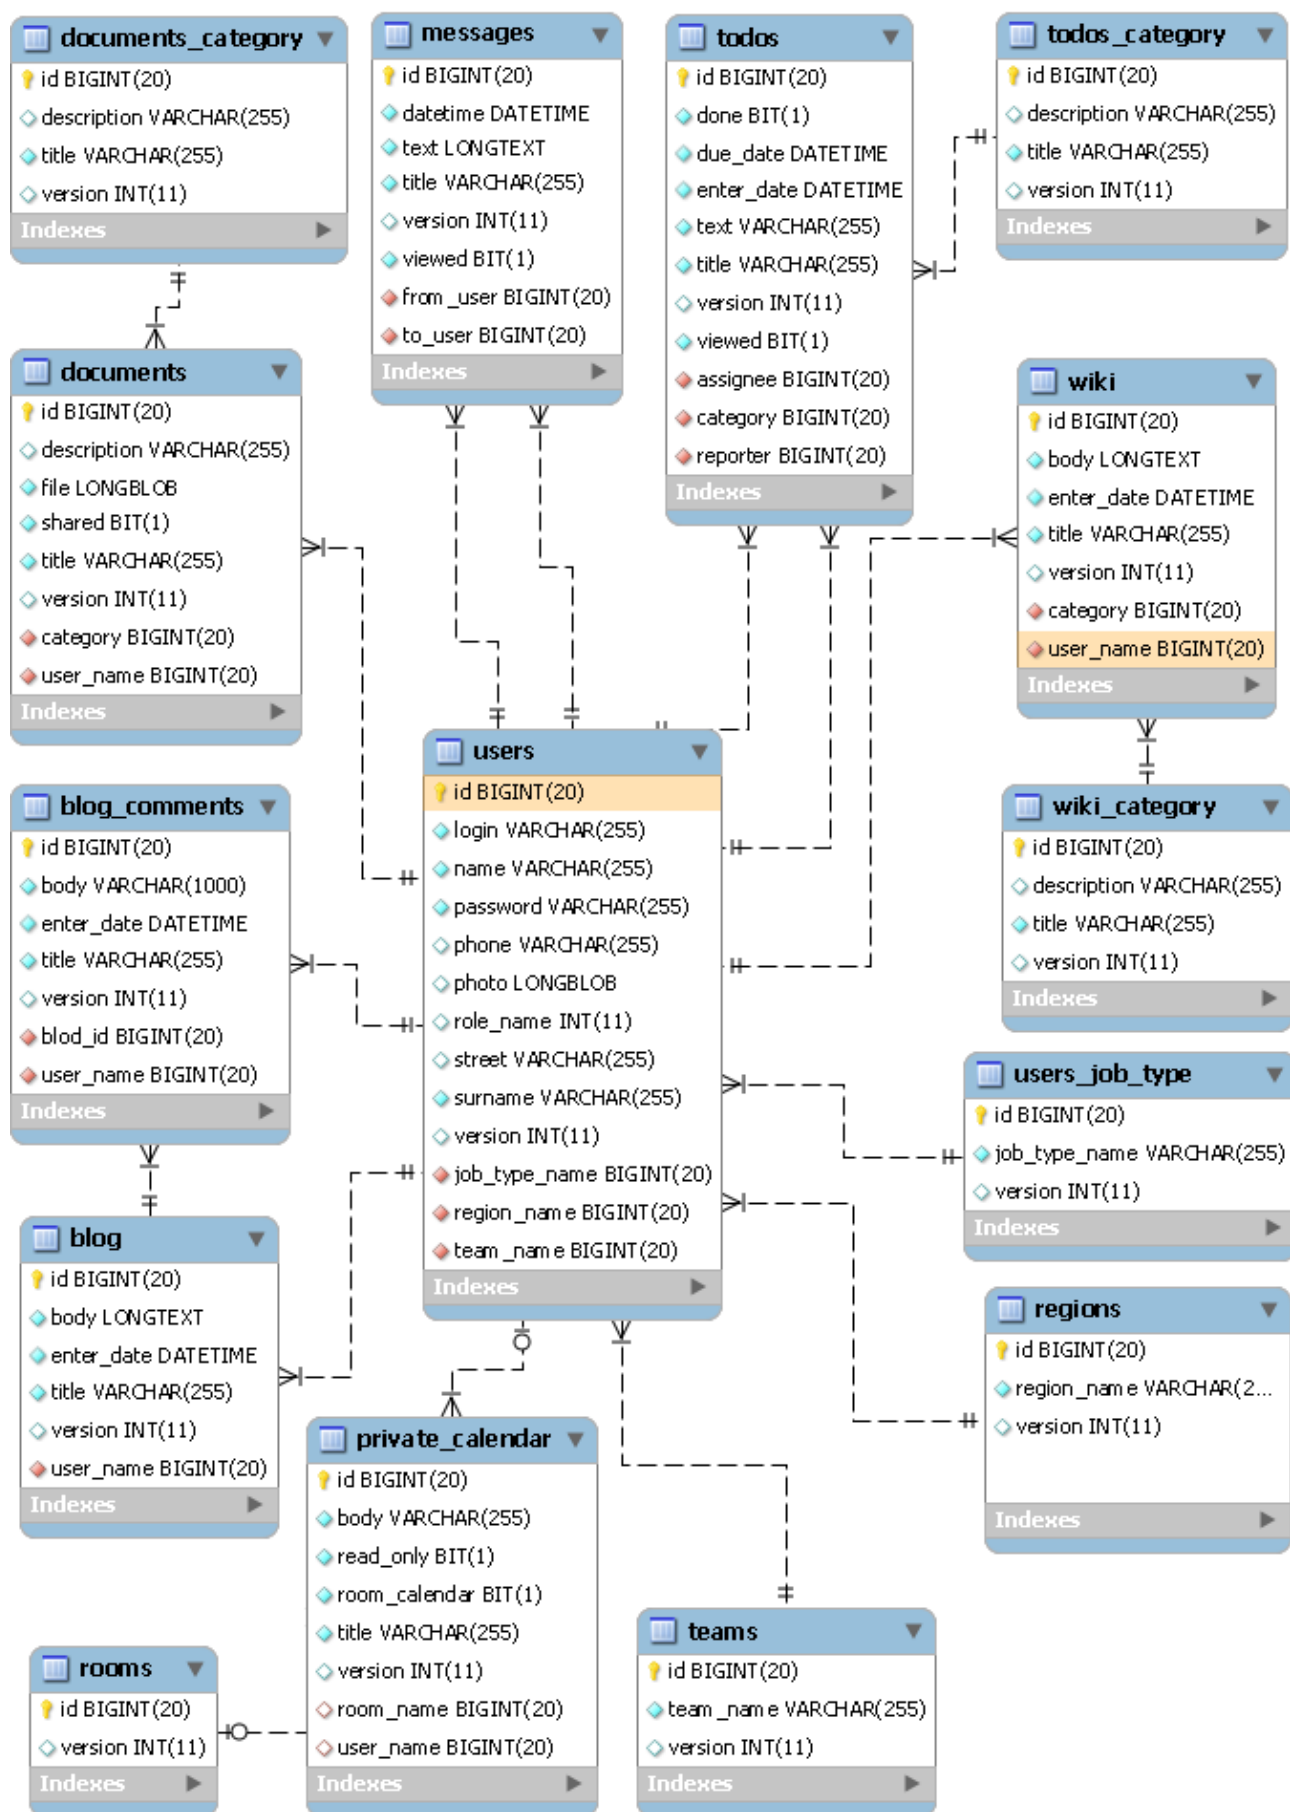 documents_category
id BIGINT(20)
description VARCHAR(255)
title VARCHAR(255)
version INT(11)
Indexes
messages
id BIGINT(20)
datetime DATETIME
text LONGTEXT
title VARCHAR(255)
version INT(11)
viewed BIT(1)
from_user BIGINT(20)
to_user BIGINT(20)
Indexes
todos
id BIGINT(20)
done BIT(1)
due_date DATETIME
enter_date DATETIME
text VARCHAR(255)
title VARCHAR(255)
version INT(11)
viewed BIT(1)
assignee BIGINT(20)
category BIGINT(20)
reporter BIGINT(20)
Indexes
todos_category
id BIGINT(20)
description VARCHAR(255)
title VARCHAR(255)
version INT(11)
Indexes
documents
id BIGINT(20)
description VARCHAR(255)
file LONGBLOB
shared BIT(1)
title VARCHAR(255)
version INT(11)
category BIGINT(20)
user_name BIGINT(20)
Indexes
wiki
id BIGINT(20)
body LONGTEXT
enter_date DATETIME
title VARCHAR(255)
version INT(11)
category BIGINT(20)
user_name BIGINT(20)
Indexes
users
id BIGINT(20)
login VARCHAR(255)
name VARCHAR(255)
password VARCHAR(255)
phone VARCHAR(255)
photo LONGBLOB
role_name INT(11)
street VARCHAR(255)
surname VARCHAR(255)
version INT(11)
job_type_name BIGINT(20)
region_name BIGINT(20)
team_name BIGINT(20)
Indexes
blog_comments
id BIGINT(20)
body VARCHAR(1000)
enter_date DATETIME
title VARCHAR(255)
version INT(11)
blod_id BIGINT(20)
user_name BIGINT(20)
Indexes
wiki_category
id BIGINT(20)
description VARCHAR(255)
title VARCHAR(255)
version INT(11)
Indexes
users_job_type
id BIGINT(20)
job_type_name VARCHAR(255)
version INT(11)
Indexes
blog
id BIGINT(20)
body LONGTEXT
enter_date DATETIME
title VARCHAR(255)
version INT(11)
user_name BIGINT(20)
Indexes
regions
id BIGINT(20)
region_name VARCHAR(2...
version INT(11)
Indexes
private_calendar
id BIGINT(20)
body VARCHAR(255)
read_only BIT(1)
room_calendar BIT(1)
title VARCHAR(255)
version INT(11)
room_name BIGINT(20)
user_name BIGINT(20)
Indexes
teams
id BIGINT(20)
team_name VARCHAR(255)
version INT(11)
Indexes
rooms
id BIGINT(20)
version INT(11)
Indexes